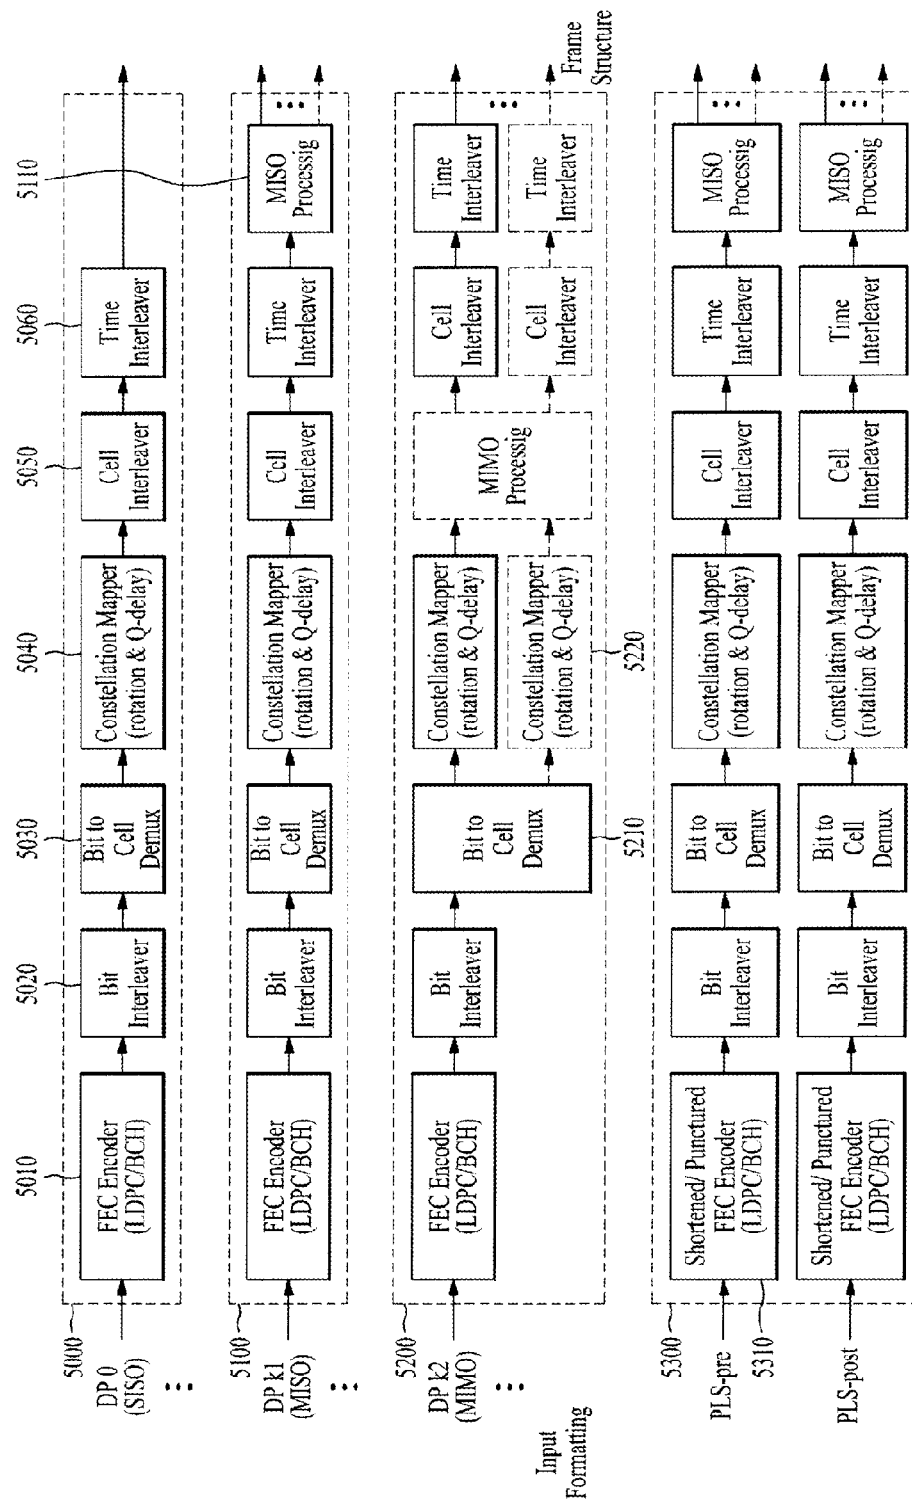 5010
5020
5030
5040
5050
5060
5110
5000
DP 0
(SISO)
FEC Encoder
(LDPC/BCH)
Bit
Interleaver
Bit to
Cell
Demux
Constellation Mapper
(rotation & Q-delay)
Cell
Interleaver
Time
Interleaver
5100
DP k1
(MISO)
FEC Encoder
(LDPC/BCH)
Bit
Interleaver
Bit to
Cell
Demux
Constellation Mapper
(rotation & Q-delay)
Cell
Interleaver
Time
Interleaver
MISO
Processig
5200
DP k2
(MIMO)
FEC Encoder
(LDPC/BCH)
Bit
Interleaver
Bit to
Cell
Demux
Constellation Mapper
(rotation & Q-delay)
Constellation Mapper
(rotation & Q-delay)
MIMO
Processig
Cell
Interleaver
Time
Interleaver
Cell
Interleaver
Time
Interleaver
5210
5220
Input
Formatting
Frame
Structure
5300
PLS-pre
5310
Shortened/ Punctured
FEC Encoder
(LDPC/BCH)
Bit
Interleaver
Bit to
Cell
Demux
Constellation Mapper
(rotation & Q-delay)
Cell
Interleaver
Time
Interleaver
MISO
Processig
PLS-post
Shortened/ Punctured
FEC Encoder
(LDPC/BCH)
Bit
Interleaver
Bit to
Cell
Demux
Constellation Mapper
(rotation & Q-delay)
Cell
Interleaver
Time
Interleaver
MISO
Processig